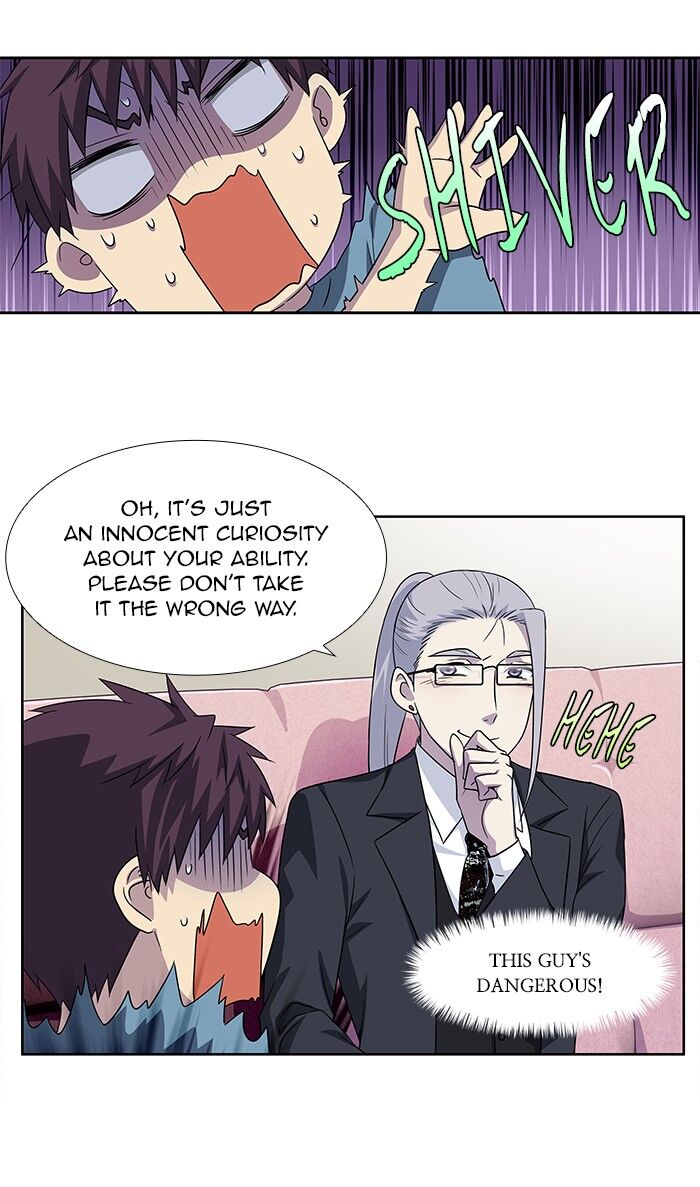 SHIVER
OH, IT'S JUST
AN INNOCENT CURIOSITY
ABOUT YOUR ABILITY.
PLEASE DON'T TAKE
IT THE WRONG WAY.
HEHE
THIS GUY'S
DANGEROUS!